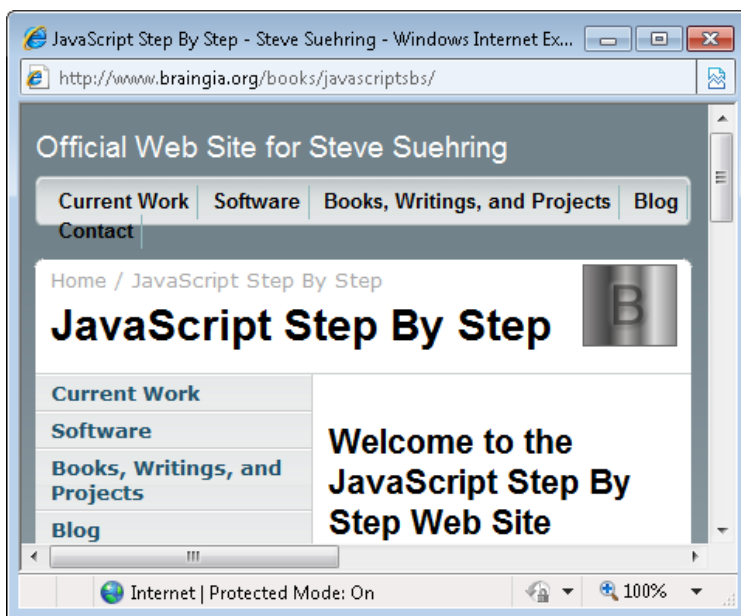 JavaScript Step By Step - Steve Suehring - Windows Internet Ex...
http://www.braingia.org/books/javascriptsbs/
Official Web Site for Steve Suehring
Current Work Software Books, Writings, and Projects Blog
Contact
Home / JavaScript Step By Step
JavaScript Step By Step
B
Current Work
Software
Books, Writings, and
Projects
Blog
Welcome to the
JavaScript Step By
Step Web Site
Internet | Protected Mode: On
100%